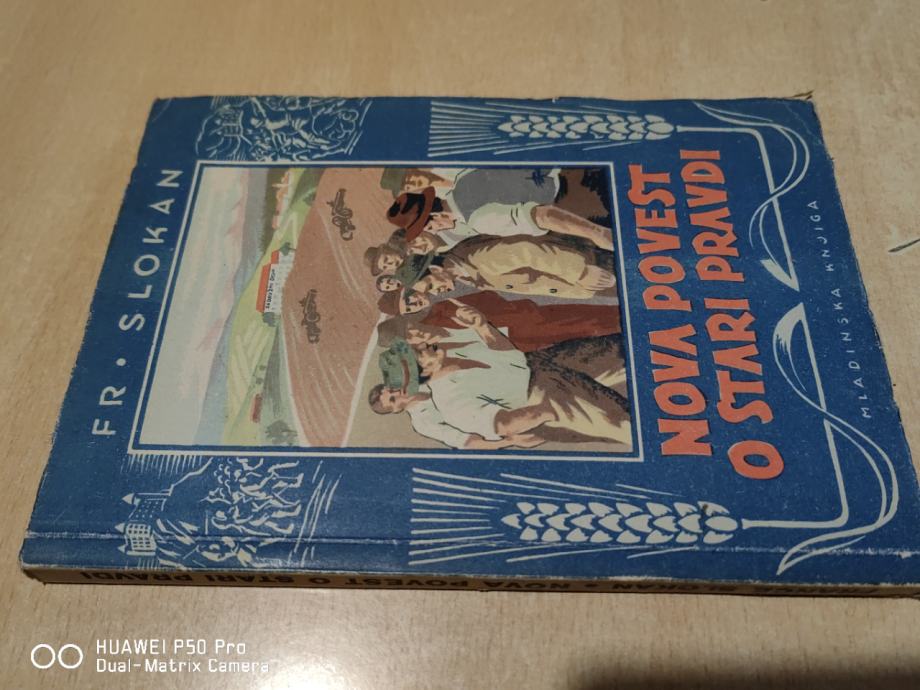 FR · SLOKAN
NOVA POVEST
O STARI PRAVDI
MLADINSKA KNJIGA
FRANCE SLOKAN · NOVA POVEST O STARI PRAVDI
HUAWEI P50 Pro
Dual-Matrix Camera